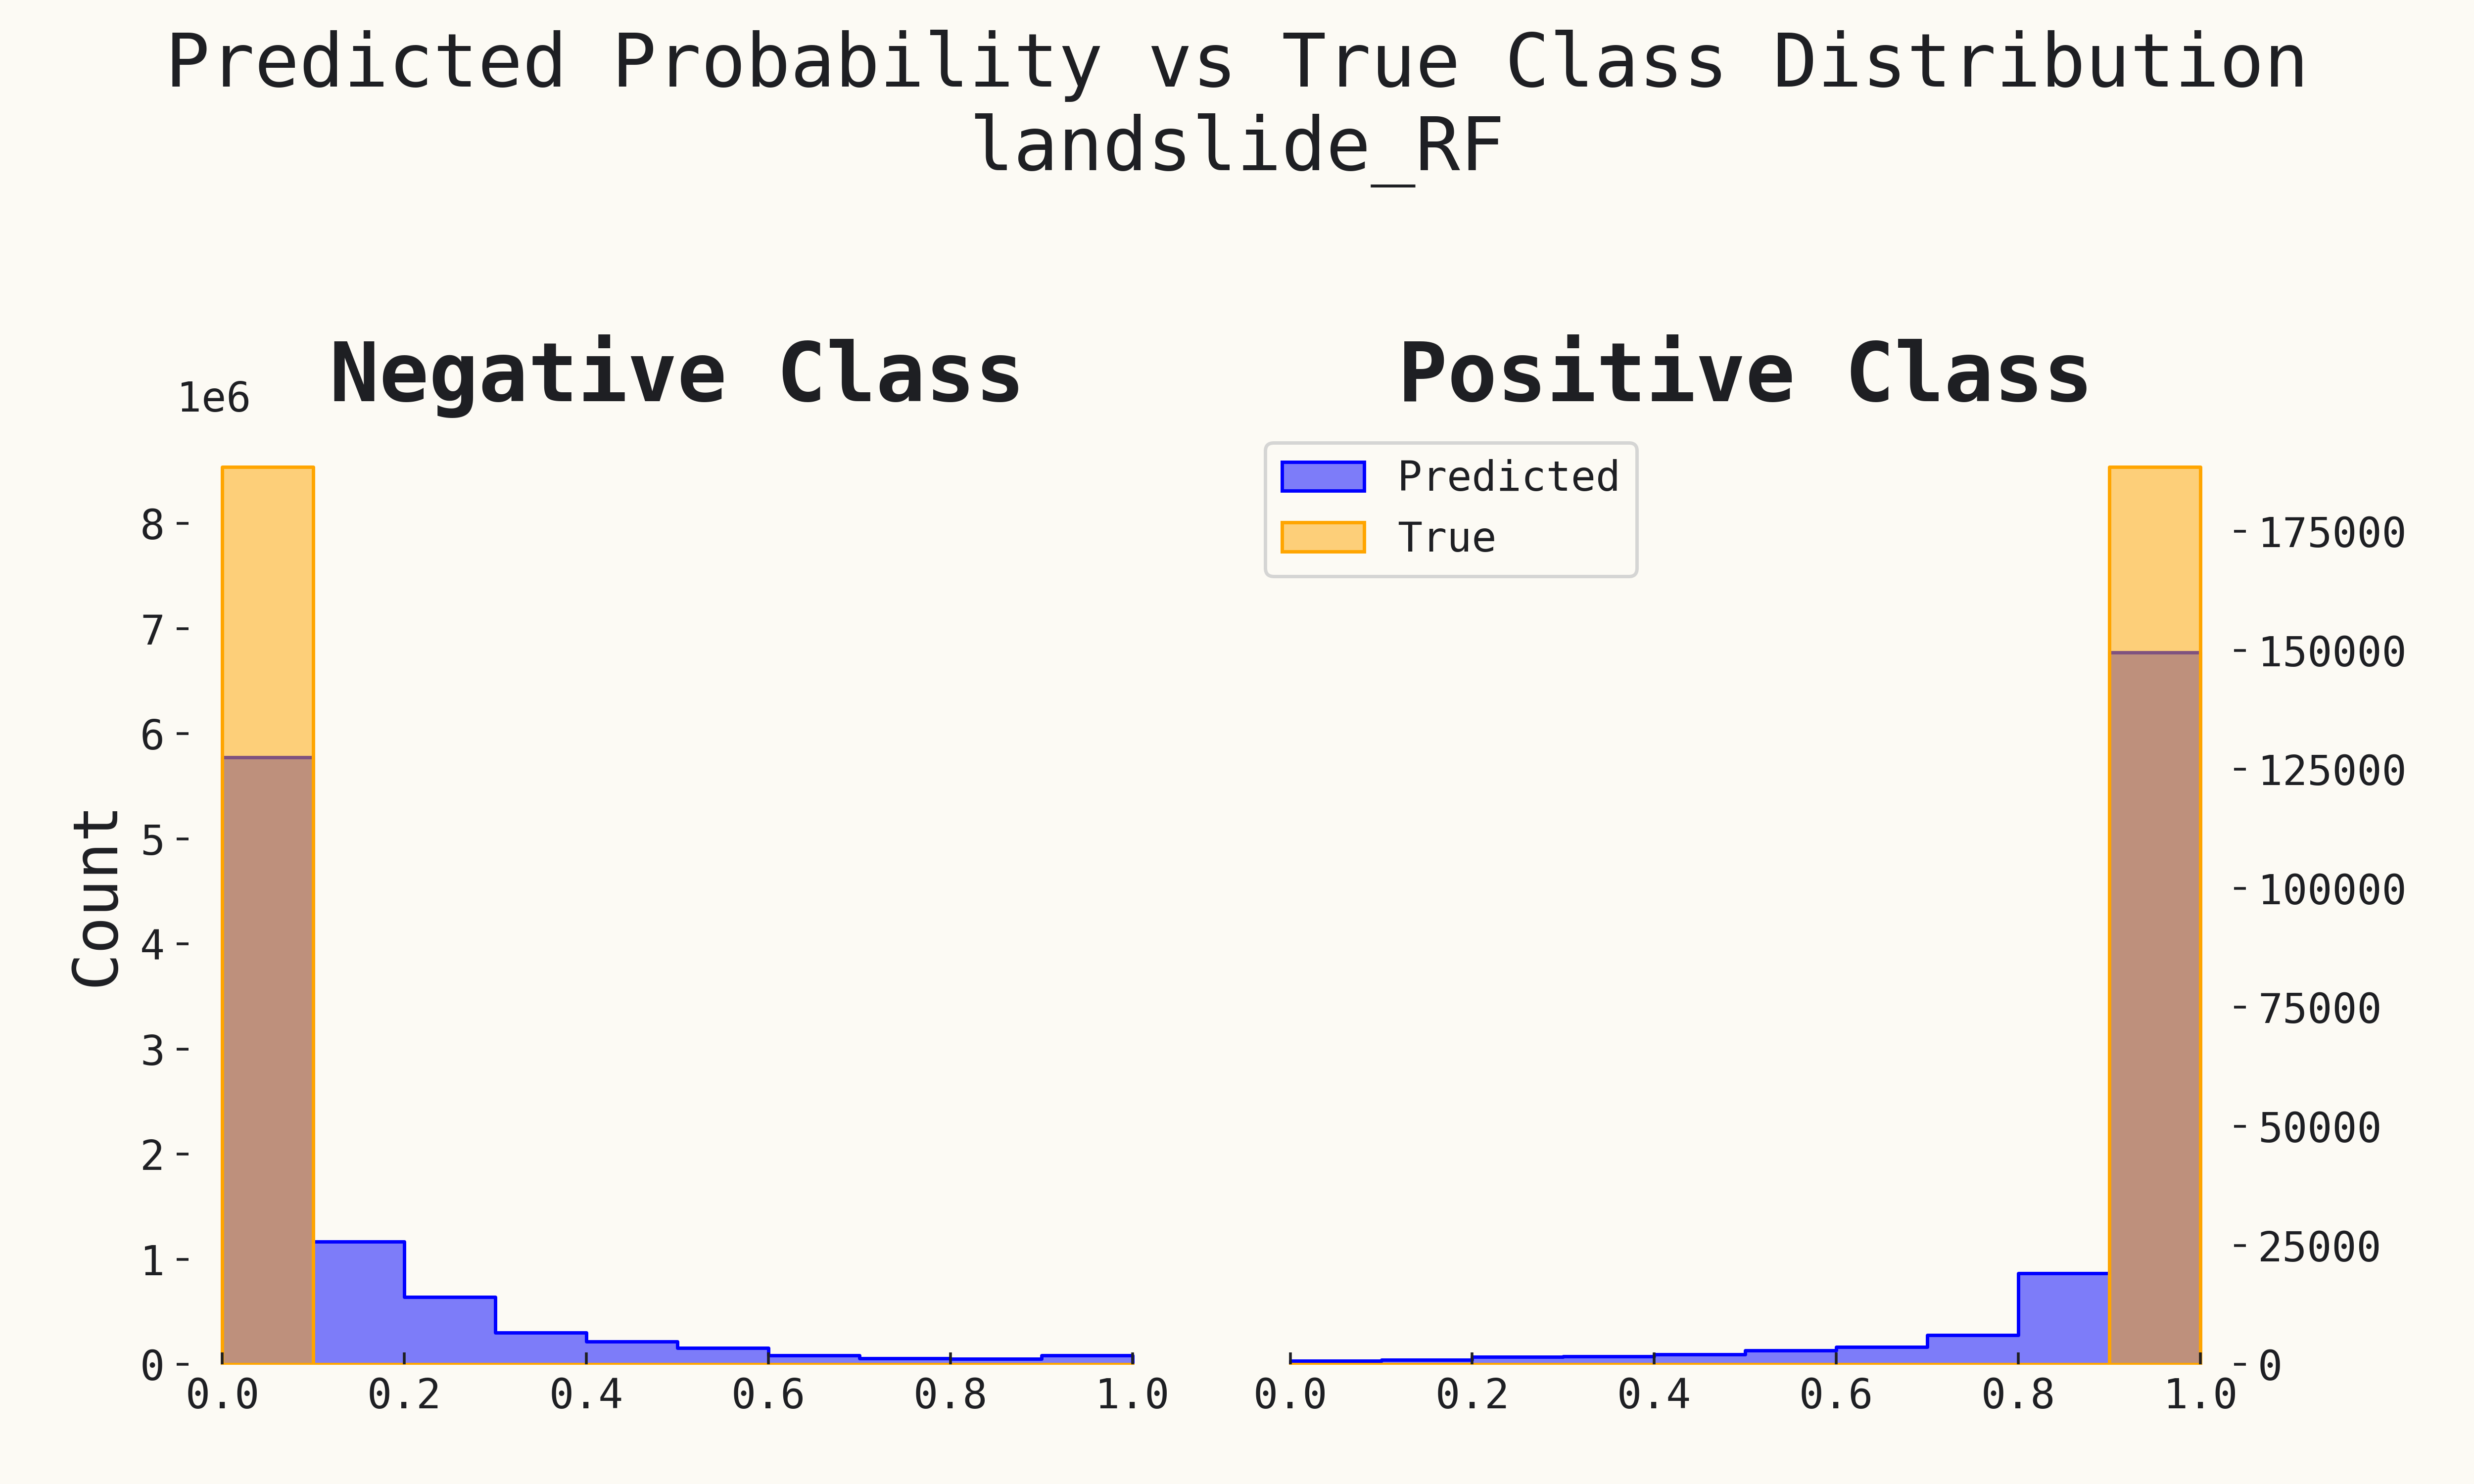 Predicted Probability vs True Class Distribution
landslide_RF
Negative Class
Positive Class
1e6
Predicted
True
Count
8
7
6
5
4
3
2
1
0
0.0 0.2 0.4 0.6 0.8 1.0
0.0 0.2 0.4 0.6 0.8 1.0
175000
150000
125000
100000
75000
50000
25000
0